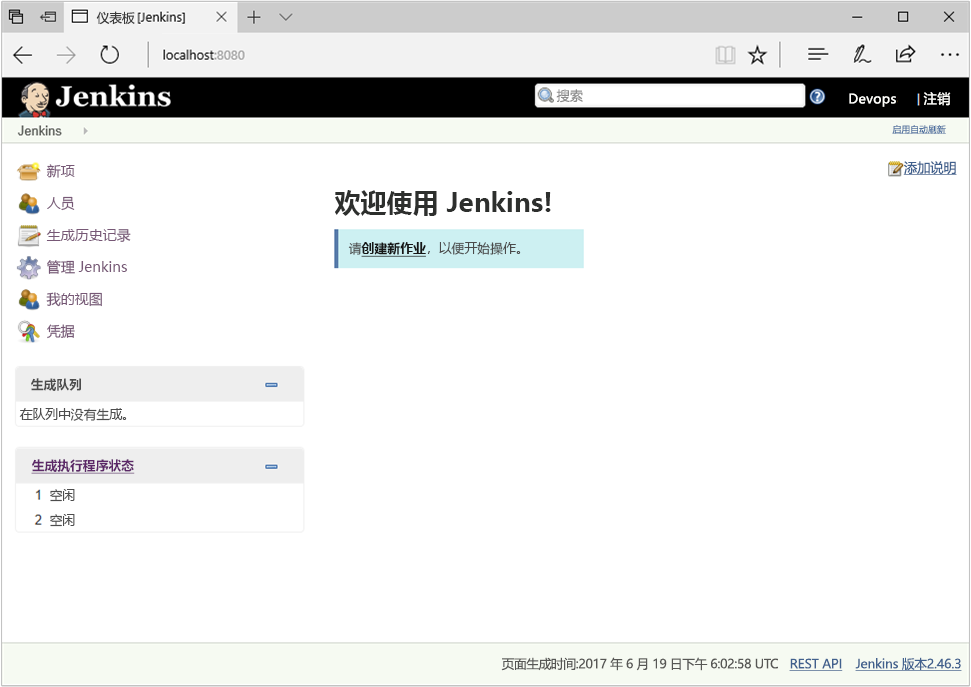 仪表板 [Jenkins]
localhost:8080
Jenkins
搜索
Devops | 注销
Jenkins
启用自动刷新
新项
人员
生成历史记录
管理 Jenkins
我的视图
凭据
生成队列
在队列中没有生成。
生成执行程序状态
1 空闲
2 空闲
添加说明
欢迎使用 Jenkins!
请创建新作业，以便开始操作。
页面生成时间:2017 年 6 月 19 日下午 6:02:58 UTC REST API Jenkins 版本2.46.3